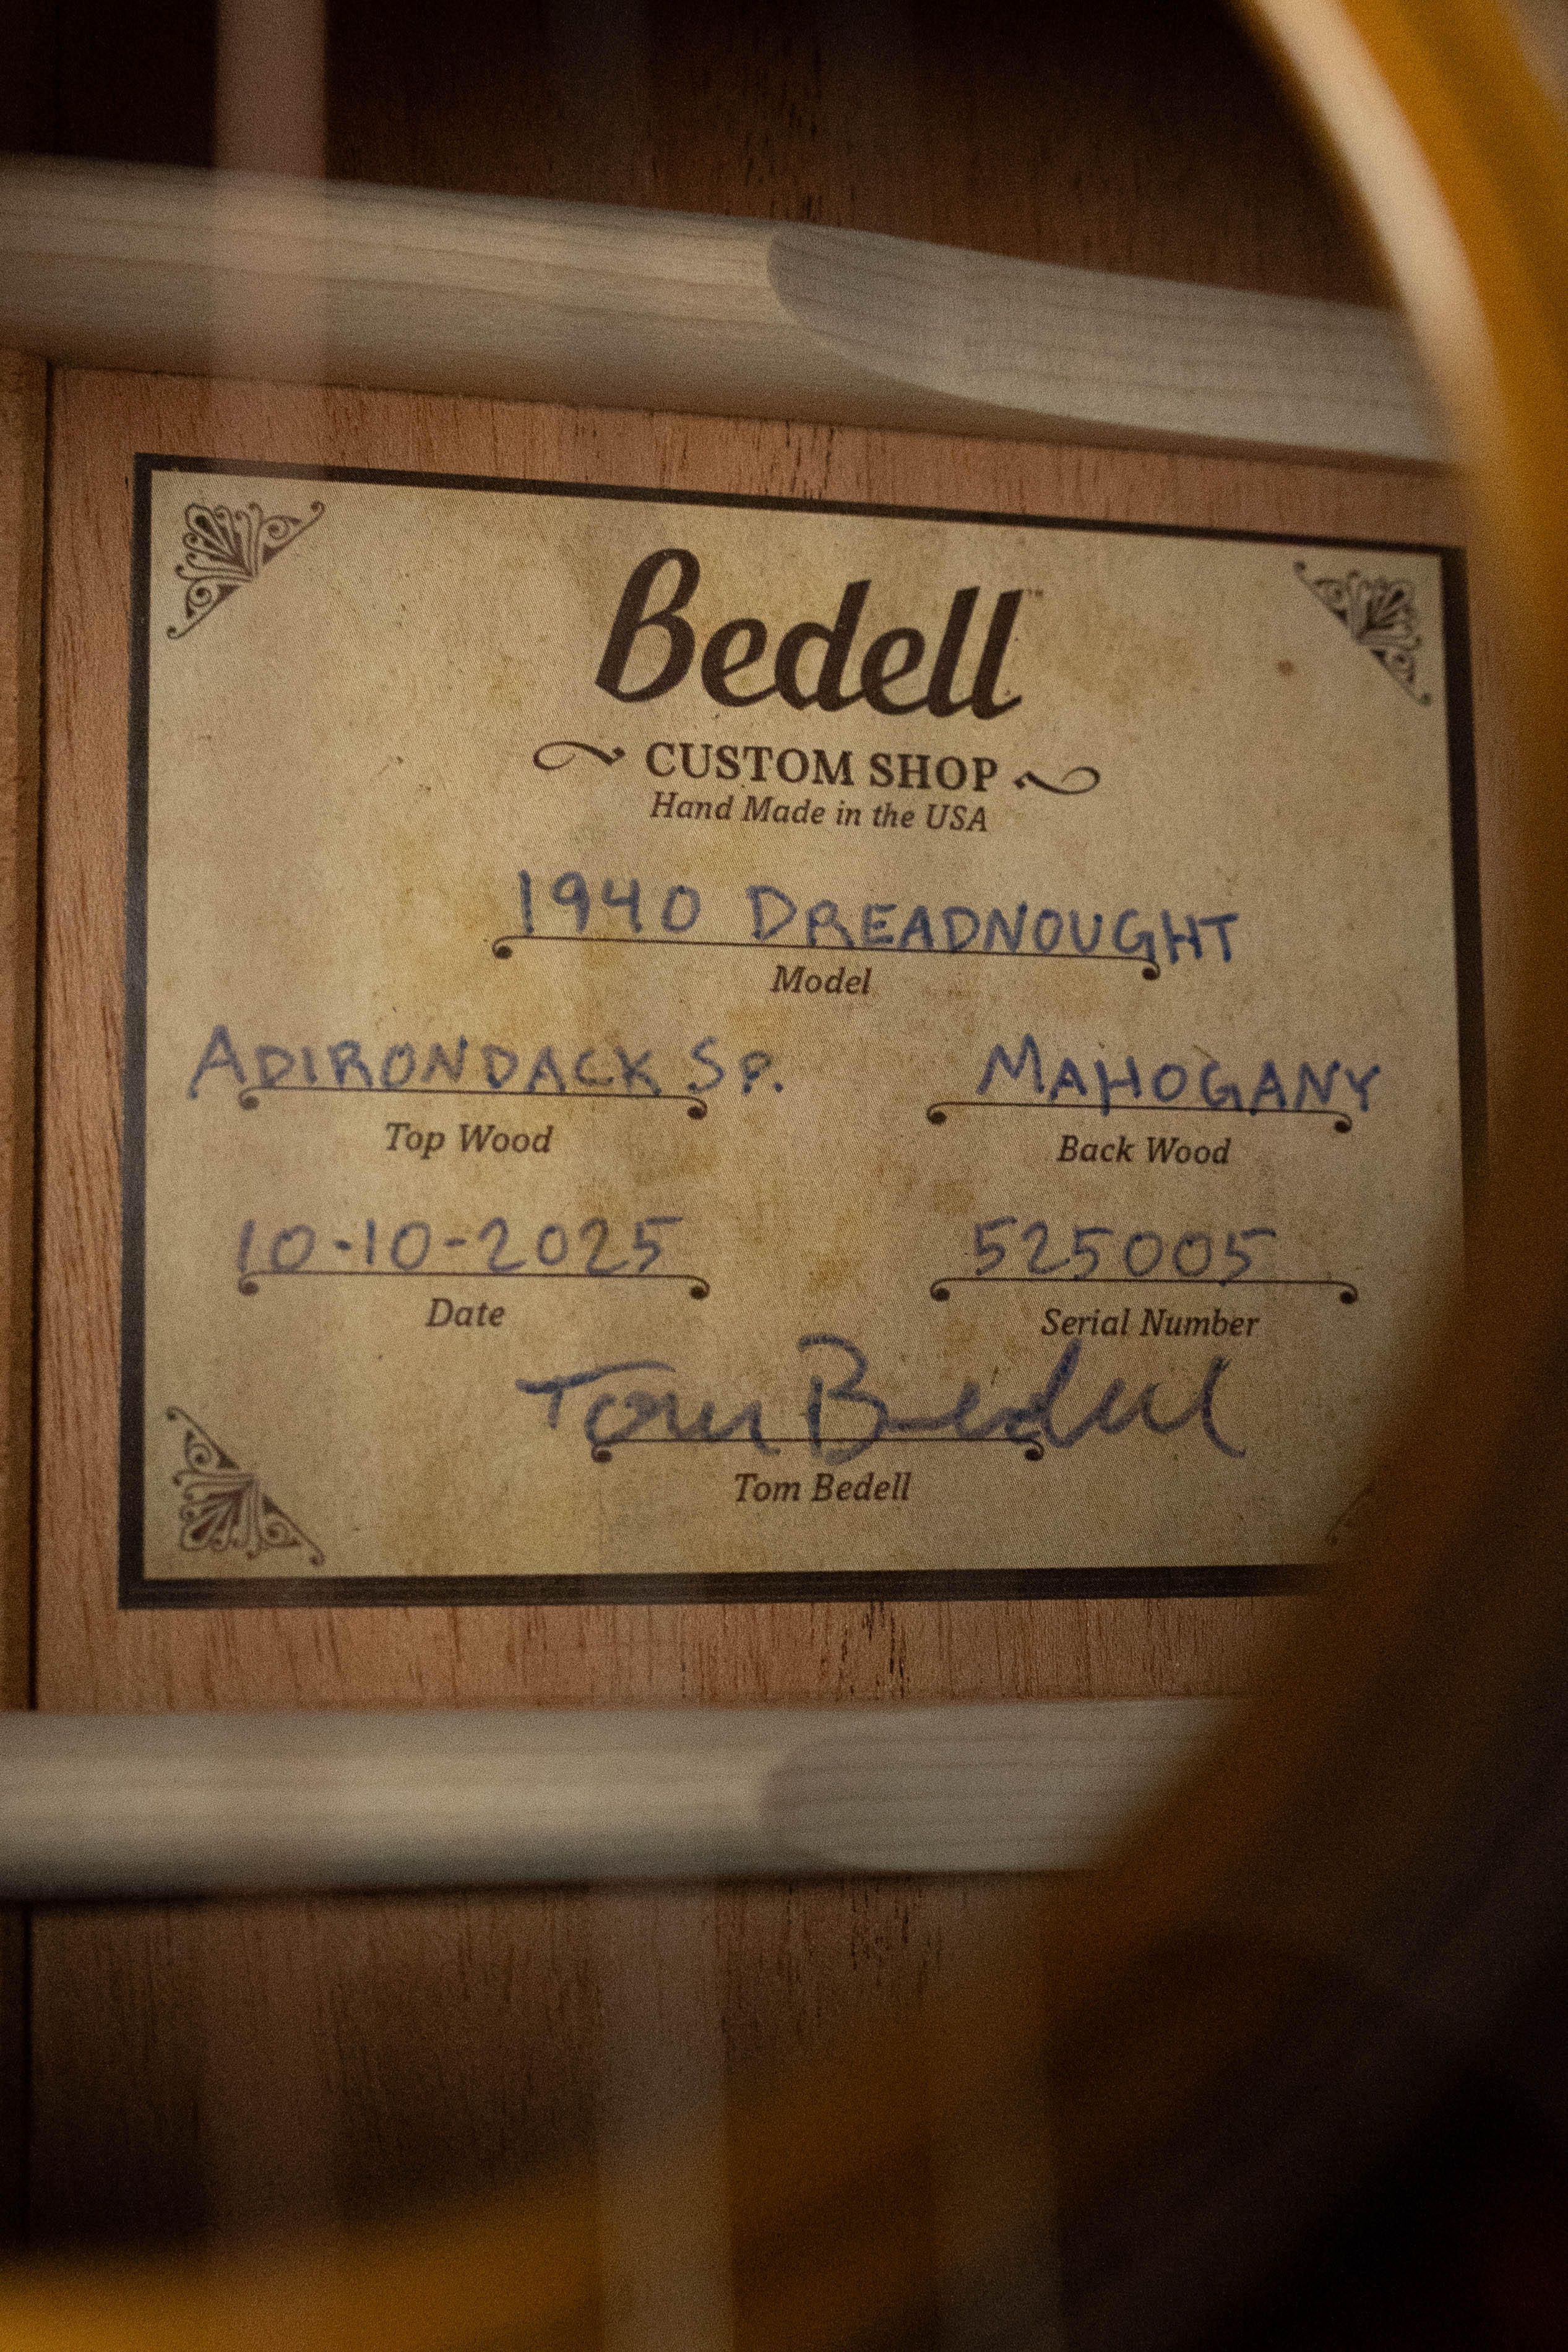 Bedell™
CUSTOM SHOP
Hand Made in the USA
1940 DREADNOUGHT
Model
ADIRONDACK SP. MAHOGANY
Top Wood Back Wood
10-10-2025 525005
Date Serial Number
Tom Bedell
Tom Bedell